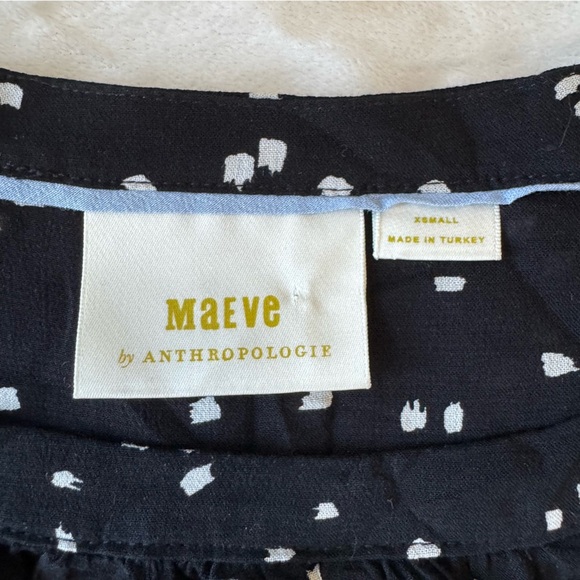 MaEVe
by ANTHROPOLOGIE
XSMALL
MADE IN TURKEY